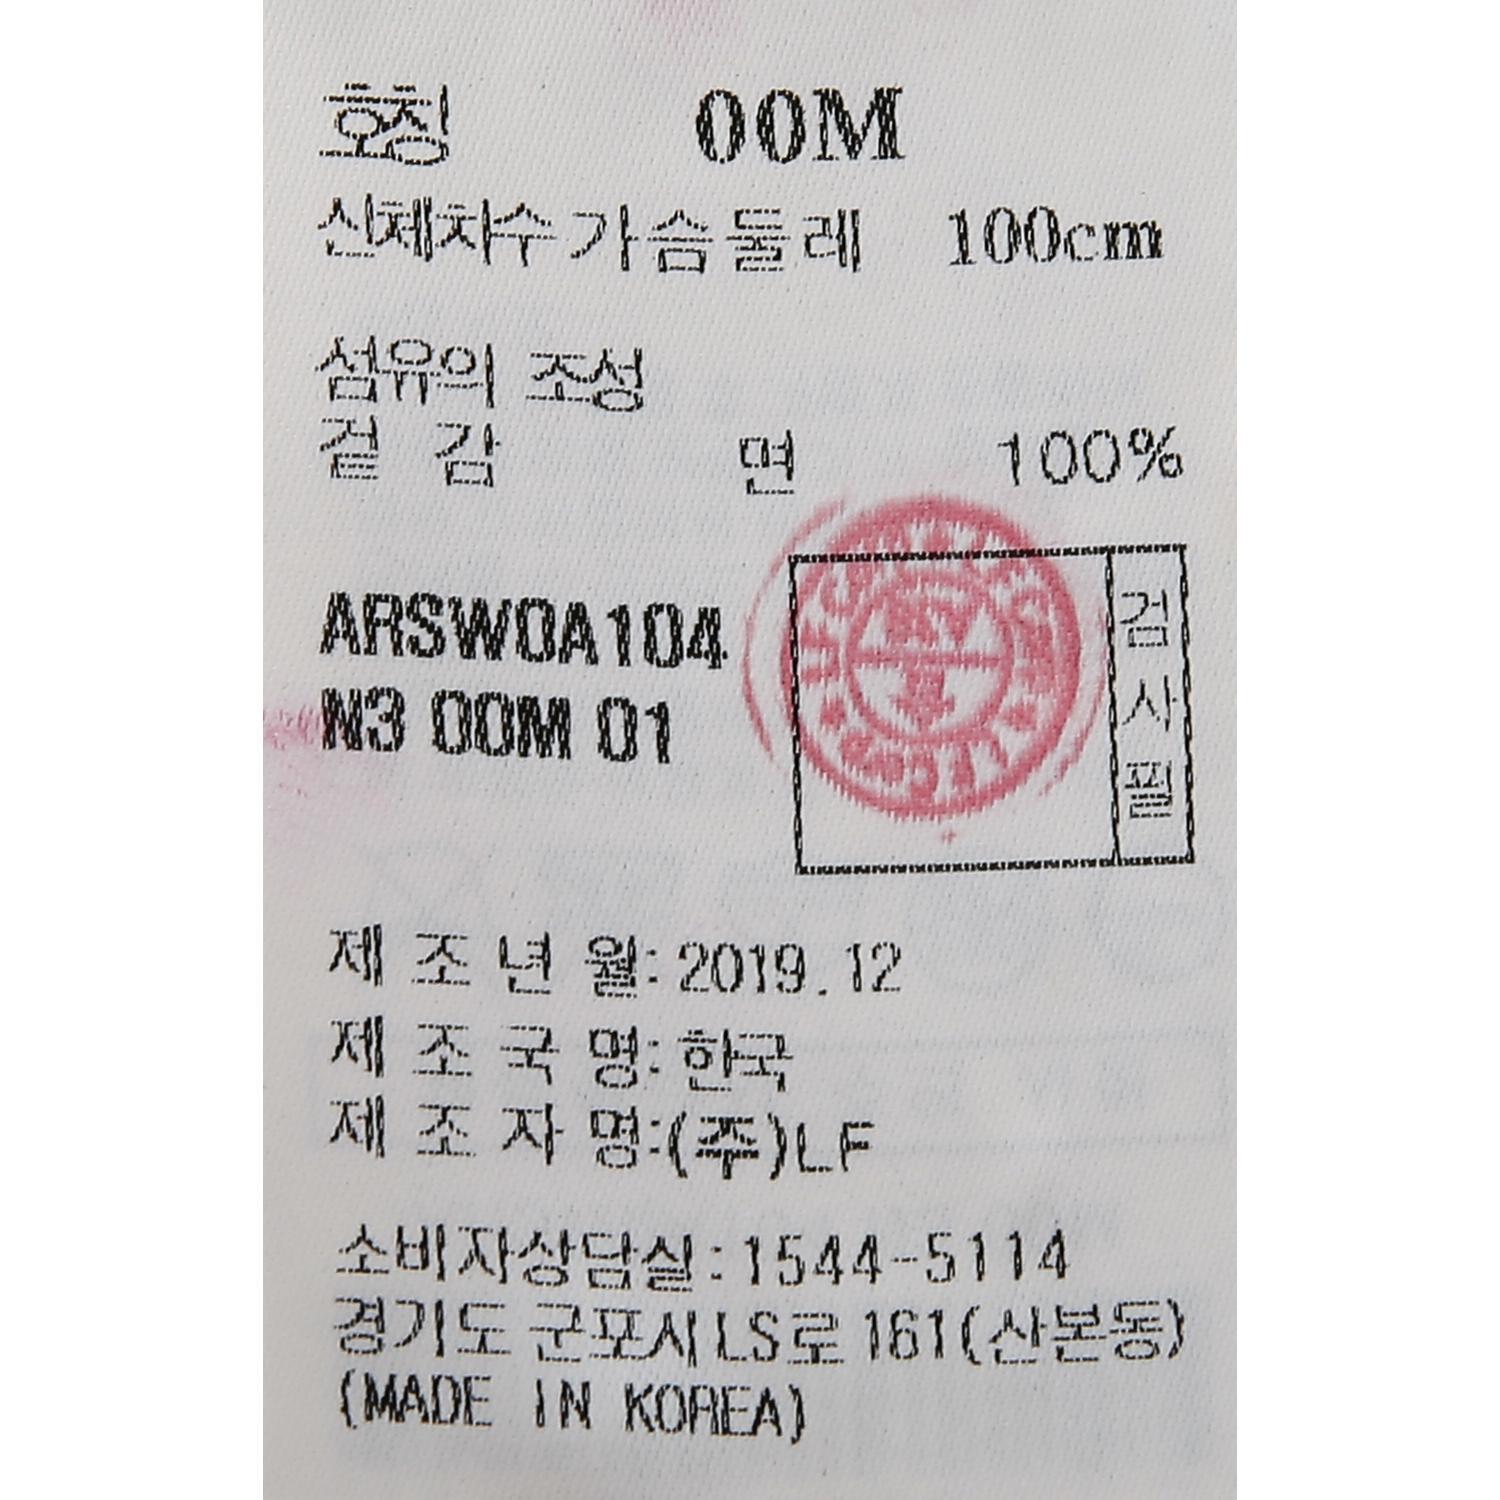 호칭 00M
신체치수 가슴둘레 100cm
섬유의 조성
겉 감 면 100%
ARSW0A104
N3 00M 01
검사필
제 조 년 월: 2019.12
제 조 국 명: 한국
제 조 자 명:(주)LF
소비자상담실:1544-5114
경기도 군포시 LS로 161(산본동)
(MADE IN KOREA)